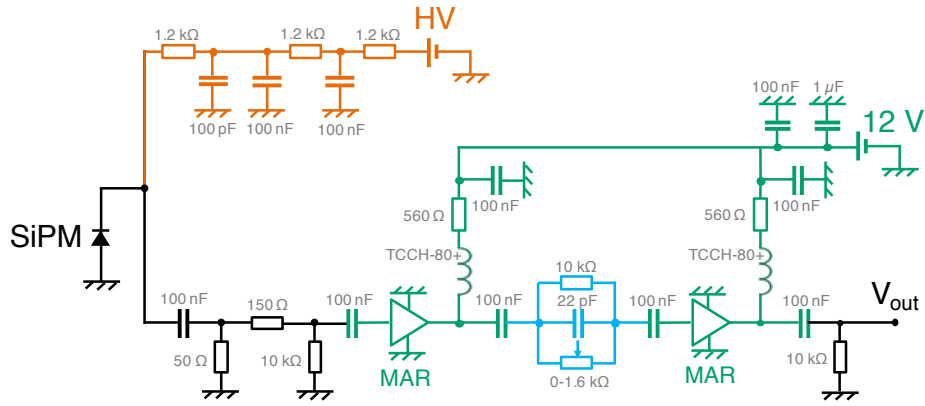 HV
1.2 kΩ 1.2 kΩ 1.2 kΩ
100 pF 100 nF 100 nF
100 nF 1 µF
12 V
100 nF 100 nF
560 Ω 560 Ω
SiPM
TCCH-80+ TCCH-80+
10 kΩ
100 nF 150 Ω 100 nF 100 nF 22 pF 100 nF 100 nF
Vout
50 Ω 10 kΩ 10 kΩ
MAR MAR
0-1.6 kΩ